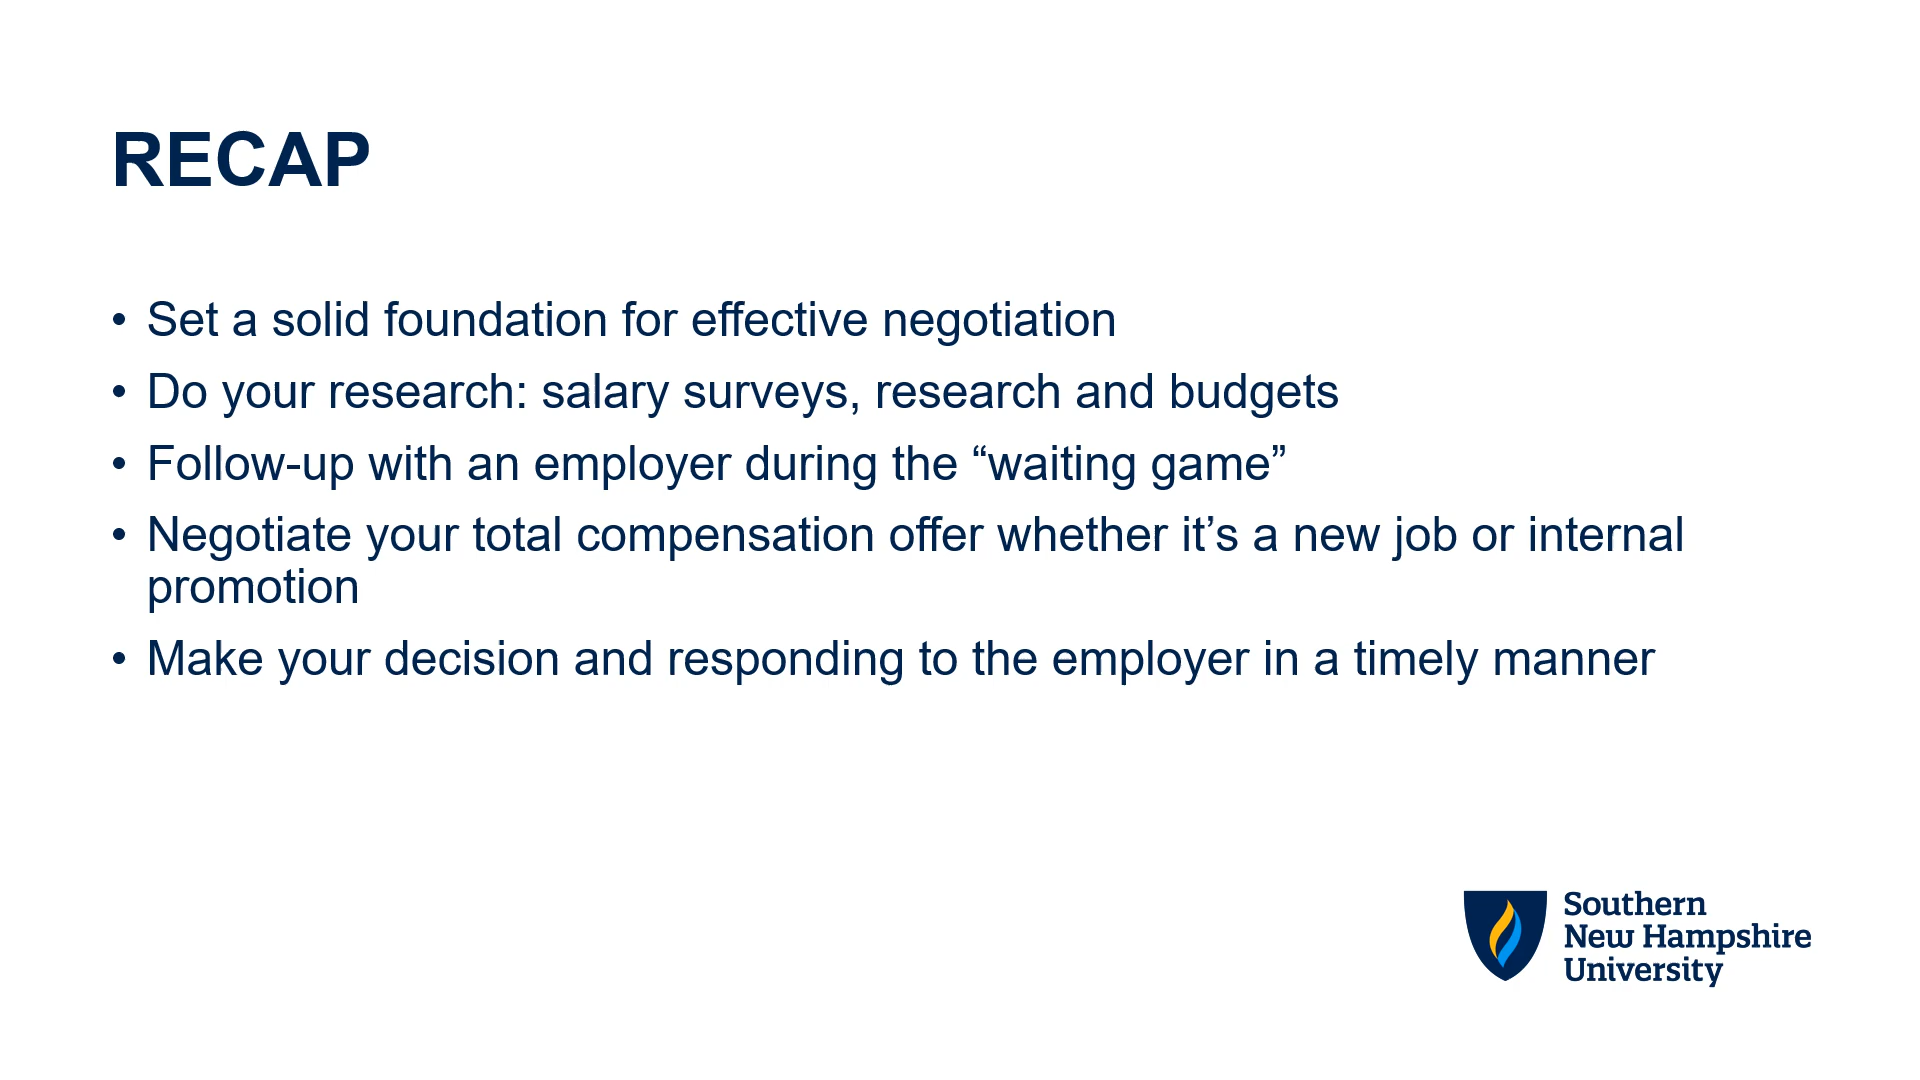 RECAP
• Set a solid foundation for effective negotiation
• Do your research: salary surveys, research and budgets
• Follow-up with an employer during the “waiting game”
• Negotiate your total compensation offer whether it’s a new job or internal
promotion
• Make your decision and responding to the employer in a timely manner
Southern
New Hampshire
University